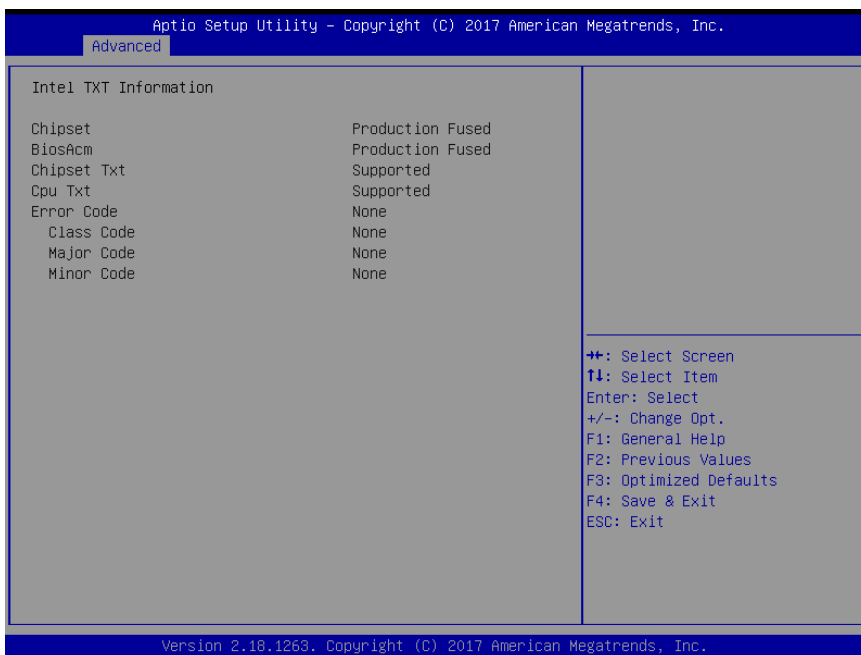 Aptio Setup Utility – Copyright (C) 2017 American Megatrends, Inc.
Advanced
Intel TXT Information
Chipset Production Fused
BiosAcm Production Fused
Chipset Txt Supported
Cpu Txt Supported
Error Code None
Class Code None
Major Code None
Minor Code None
→←: Select Screen
↑↓: Select Item
Enter: Select
+/-: Change Opt.
F1: General Help
F2: Previous Values
F3: Optimized Defaults
F4: Save & Exit
ESC: Exit
Version 2.18.1263. Copyright (C) 2017 American Megatrends, Inc.